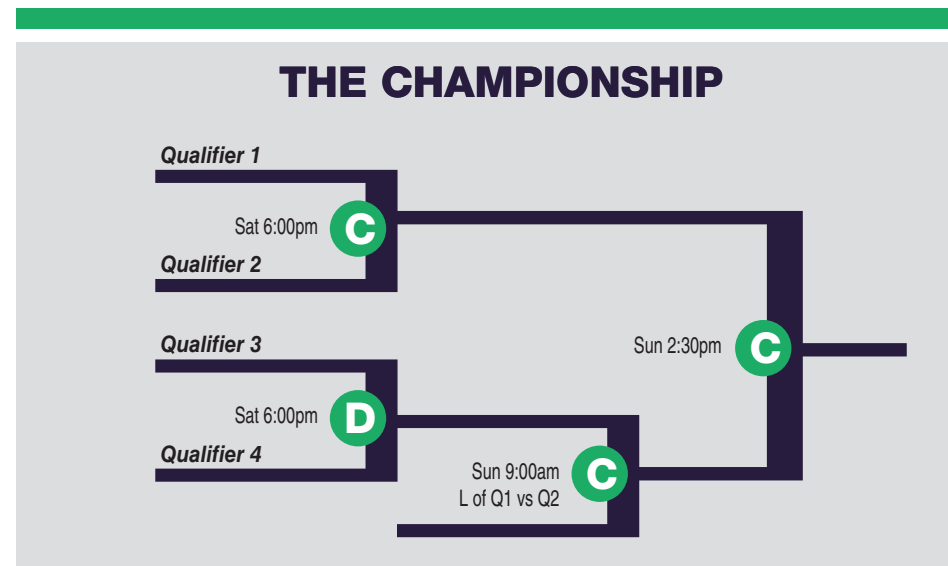 THE CHAMPIONSHIP
Qualifier 1
Sat 6:00pm
C
Qualifier 2
Qualifier 3
Sun 2:30pm
C
Sat 6:00pm
D
Qualifier 4
Sun 9:00am
L of Q1 vs Q2
C